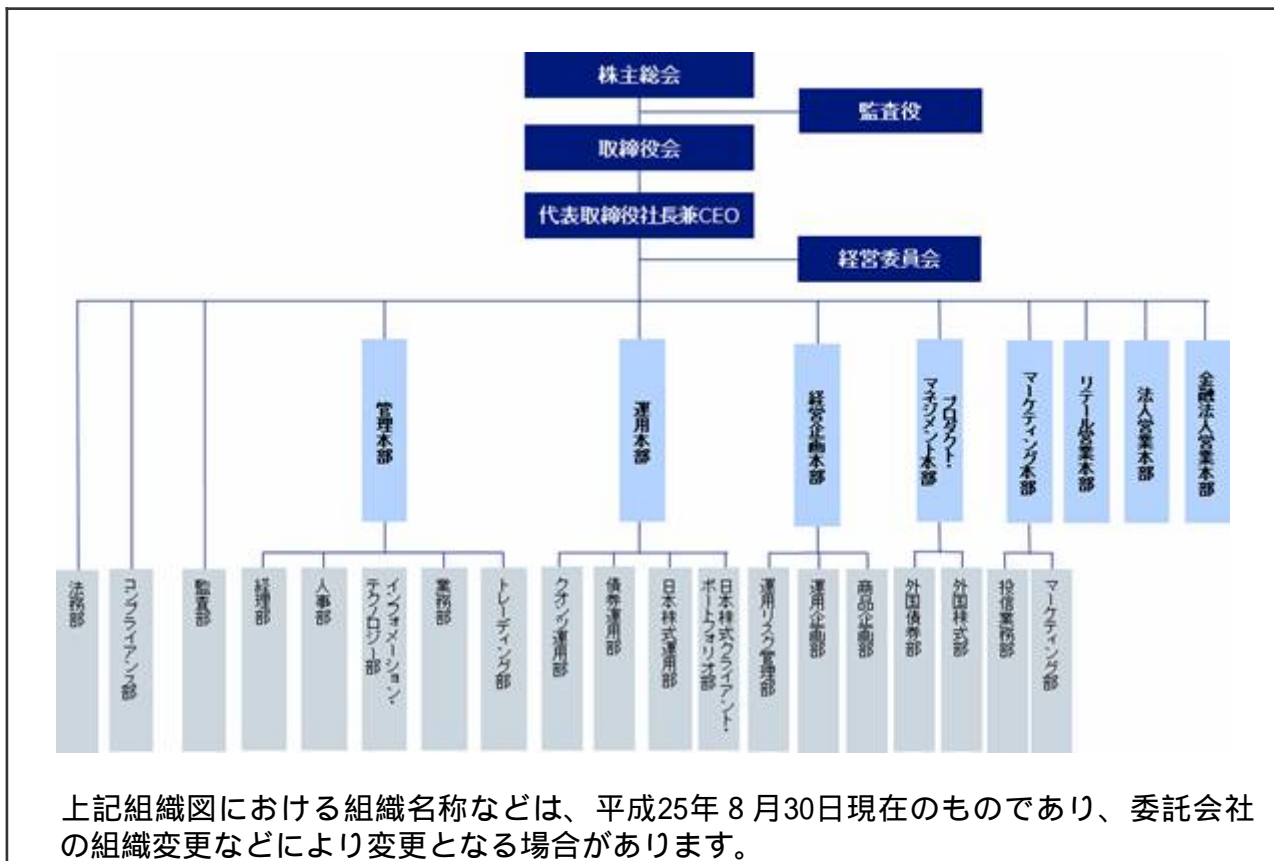 株主総会
監査役
取締役会
代表取締役社長兼CEO
経営委員会
管理本部
運用本部
経営企画本部
プロダクト・
マネジメント本部
マーケティング本部
リテール営業本部
法人営業本部
金融法人営業本部
法務部
コンプライアンス部
監査部
経理部
人事部
インフォメーション・
テクノロジー部
業務部
トレーディング部
クオンツ運用部
債券運用部
日本株式運用部
日本株式クライアント・
ポートフォリオ部
運用リスク管理部
運用企画部
商品企画部
外国債券部
外国株式部
投信業務部
マーケティング部
上記組織図における組織名称などは、平成25年８月30日現在のものであり、委託会社
の組織変更などにより変更となる場合があります。